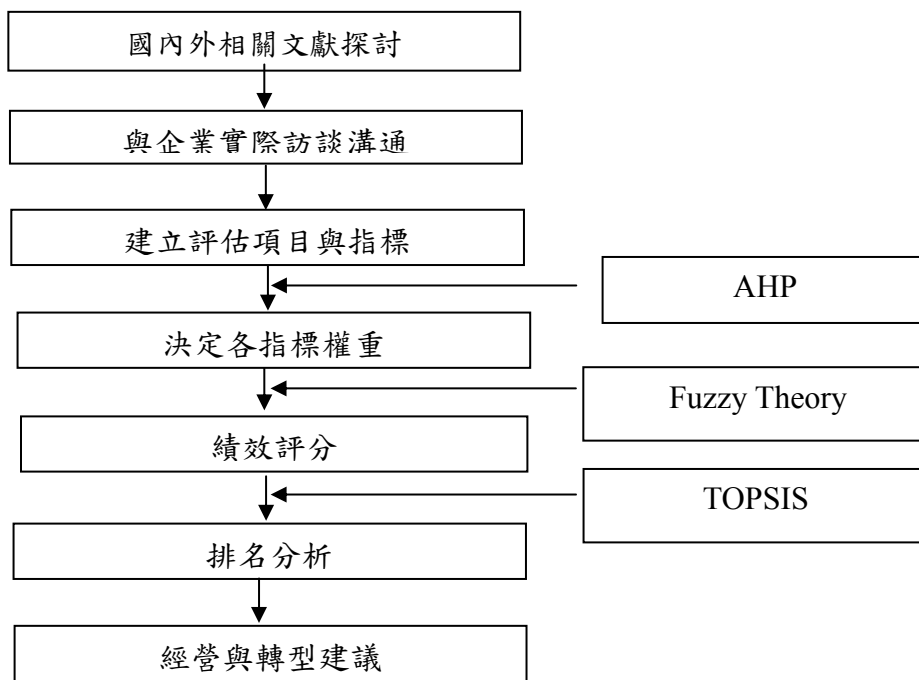 國內外相關文獻探討
與企業實際訪談溝通
建立評估項目與指標
AHP
決定各指標權重
Fuzzy Theory
績效評分
TOPSIS
排名分析
經營與轉型建議